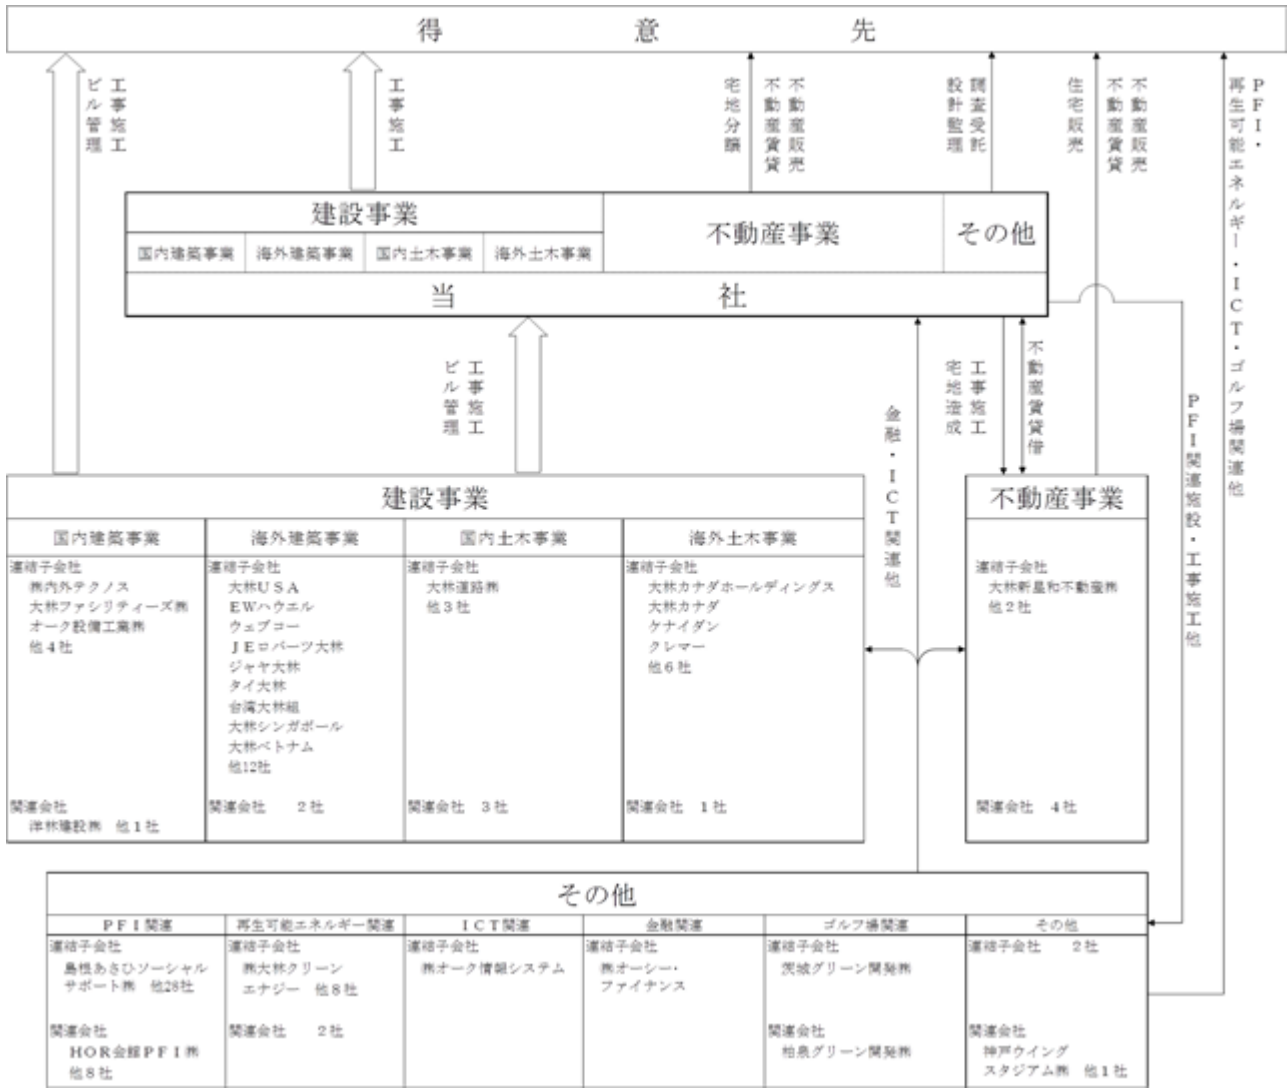 得意先
工事施工
ビル管理
工事施工
不動産販売
不動産賃貸
宅地分譲
調査受託
設計監理
不動産販売
不動産賃貸
住宅販売
PFI・
再生可能エネルギー・ICT・ゴルフ場関連他
建設事業
国内建築事業
海外建築事業
国内土木事業
海外土木事業
不動産事業
その他
当社
工事施工
ビル管理
金融・ICT関連他
工事施工
宅地造成
不動産賃貸借
PFI関連施設・工事施工他
建設事業
国内建築事業
連結子会社
㈱内外テクノス
大林ファシリティーズ㈱
オーク設備工業㈱
他4社
関連会社
洋林建設㈱ 他1社
海外建築事業
連結子会社
大林USA
EWハウエル
ウェブコー
JEロバーツ大林
ジャヤ大林
タイ大林
台湾大林組
大林シンガポール
大林ベトナム
他12社
関連会社 2社
国内土木事業
連結子会社
大林道路㈱
他3社
関連会社 3社
海外土木事業
連結子会社
大林カナダホールディングス
大林カナダ
ケナイダン
クレマー
他6社
関連会社 1社
不動産事業
連結子会社
大林新星和不動産㈱
他2社
関連会社 4社
その他
PFI関連
連結子会社
島根あさひソーシャル
サポート㈱ 他28社
関連会社
HOR会館PFI㈱
他8社
再生可能エネルギー関連
連結子会社
㈱大林クリーン
エナジー 他8社
関連会社 2社
ICT関連
連結子会社
㈱オーク情報システム
金融関連
連結子会社
㈱オーシー・
ファイナンス
ゴルフ場関連
連結子会社
茨城グリーン開発㈱
関連会社
柏泉グリーン開発㈱
その他
連結子会社 2社
関連会社
神戸ウイング
スタジアム㈱ 他1社